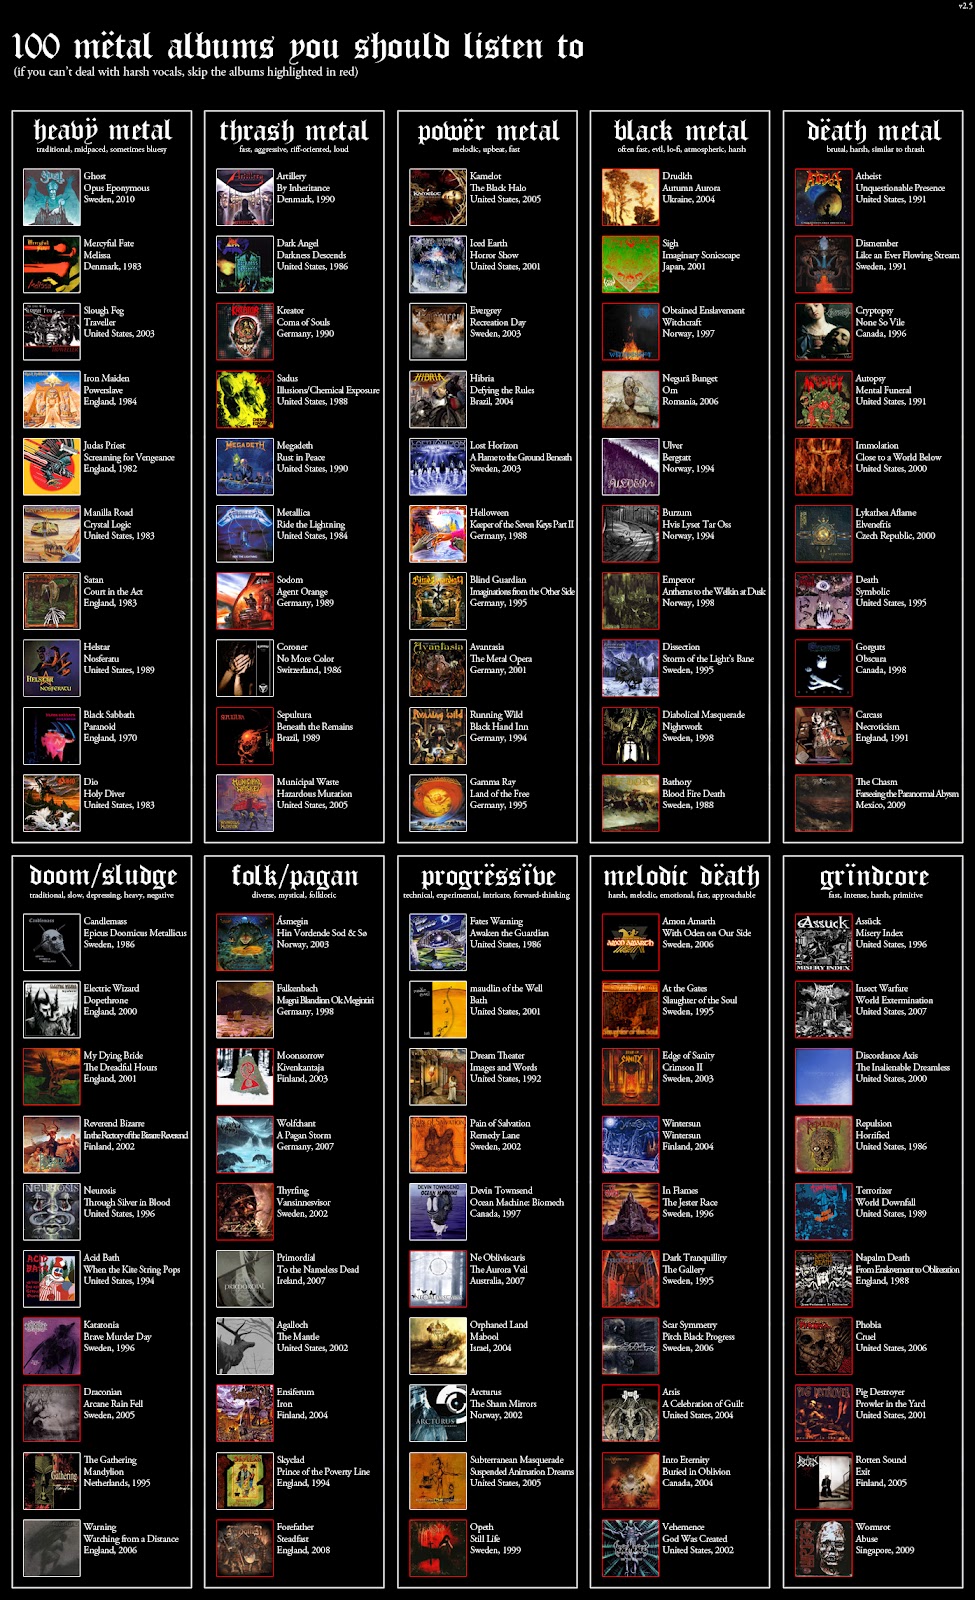 v2.5
100 mëtal albums you should listen to
(if you can't deal with harsh vocals, skip the albums highlighted in red)
heavÿ metal
traditional, midpaced, sometimes bluesy
Ghost
Opus Eponymous
Sweden, 2010
Mercyful Fate
Melissa
Denmark, 1983
Slough Feg
Traveller
United States, 2003
Iron Maiden
Powerslave
England, 1984
Judas Priest
Screaming for Vengeance
England, 1982
Manilla Road
Crystal Logic
United States, 1983
Satan
Court in the Act
England, 1983
Helstar
Nosferatu
United States, 1989
Black Sabbath
Paranoid
England, 1970
Dio
Holy Diver
United States, 1983
thrash metal
fast, aggressive, riff-oriented, loud
Artillery
By Inheritance
Denmark, 1990
Dark Angel
Darkness Descends
United States, 1986
Kreator
Coma of Souls
Germany, 1990
Sadus
Illusions/Chemical Exposure
United States, 1988
Megadeth
Rust in Peace
United States, 1990
Metallica
Ride the Lightning
United States, 1984
Sodom
Agent Orange
Germany, 1989
Coroner
No More Color
Switzerland, 1986
Sepultura
Beneath the Remains
Brazil, 1989
Municipal Waste
Hazardous Mutation
United States, 2005
powër metal
melodic, upbeat, fast
Kamelot
The Black Halo
United States, 2005
Iced Earth
Horror Show
United States, 2001
Evergrey
Recreation Day
Sweden, 2003
Hibria
Defying the Rules
Brazil, 2004
Lost Horizon
A Flame to the Ground Beneath
Sweden, 2003
Helloween
Keeper of the Seven Keys Part II
Germany, 1988
Blind Guardian
Imaginations from the Other Side
Germany, 1995
Avantasia
The Metal Opera
Germany, 2001
Running Wild
Black Hand Inn
Germany, 1994
Gamma Ray
Land of the Free
Germany, 1995
black metal
often fast, evil, lo-fi, atmospheric, harsh
Drudkh
Autumn Aurora
Ukraine, 2004
Sigh
Imaginary Sonicscape
Japan, 2001
Obtained Enslavement
Witchcraft
Norway, 1997
Negură Bunget
Om
Romania, 2006
Ulver
Bergtatt
Norway, 1994
Burzum
Hvis Lyset Tar Oss
Norway, 1994
Emperor
Anthems to the Welkin at Dusk
Norway, 1998
Dissection
Storm of the Light's Bane
Sweden, 1995
Diabolical Masquerade
Nightwork
Sweden, 1998
Bathory
Blood Fire Death
Sweden, 1988
dëath metal
brutal, harsh, similar to thrash
Atheist
Unquestionable Presence
United States, 1991
Dismember
Like an Ever Flowing Stream
Sweden, 1991
Cryptopsy
None So Vile
Canada, 1996
Autopsy
Mental Funeral
United States, 1991
Immolation
Close to a World Below
United States, 2000
Lykathea Aflame
Elvenefris
Czech Republic, 2000
Death
Symbolic
United States, 1995
Gorguts
Obscura
Canada, 1998
Carcass
Necroticism
England, 1991
The Chasm
Farseeing the Paranormal Abysm
Mexico, 2009
doom/sludge
traditional, slow, depressing, heavy, negative
Candlemass
Epicus Doomicus Metallicus
Sweden, 1986
Electric Wizard
Dopethrone
England, 2000
My Dying Bride
The Dreadful Hours
England, 2001
Reverend Bizarre
In the Rectory of the Bizarre Reverend
Finland, 2002
Neurosis
Through Silver in Blood
United States, 1996
Acid Bath
When the Kite String Pops
United States, 1994
Katatonia
Brave Murder Day
Sweden, 1996
Draconian
Arcane Rain Fell
Sweden, 2005
The Gathering
Mandylion
Netherlands, 1995
Warning
Watching from a Distance
England, 2006
folk/pagan
diverse, mystical, folkloric
Ásmegin
Hin Vordende Sod & Sø
Norway, 2003
Falkenbach
Magni Blandinn Ok Megintiri
Germany, 1998
Moonsorrow
Kivenkantaja
Finland, 2003
Wolfchant
A Pagan Storm
Germany, 2007
Thyrfing
Vansinnesvisor
Sweden, 2002
Primordial
To the Nameless Dead
Ireland, 2007
Agalloch
The Mantle
United States, 2002
Ensiferum
Iron
Finland, 2004
Skyclad
Prince of the Poverty Line
England, 1994
Forefather
Steadfast
England, 2008
progrëssïve
technical, experimental, intricate, forward-thinking
Fates Warning
Awaken the Guardian
United States, 1986
maudlin of the Well
Bath
United States, 2001
Dream Theater
Images and Words
United States, 1992
Pain of Salvation
Remedy Lane
Sweden, 2002
Devin Townsend
Ocean Machine: Biomech
Canada, 1997
Ne Obliviscaris
The Aurora Veil
Australia, 2007
Orphaned Land
Mabool
Israel, 2004
Arcturus
The Sham Mirrors
Norway, 2002
Subterranean Masquerade
Suspended Animation Dreams
United States, 2005
Opeth
Still Life
Sweden, 1999
melodic dëath
harsh, melodic, emotional, fast, approachable
Amon Amarth
With Oden on Our Side
Sweden, 2006
At the Gates
Slaughter of the Soul
Sweden, 1995
Edge of Sanity
Crimson II
Sweden, 2003
Wintersun
Wintersun
Finland, 2004
In Flames
The Jester Race
Sweden, 1996
Dark Tranquillity
The Gallery
Sweden, 1995
Scar Symmetry
Pitch Black Progress
Sweden, 2006
Arsis
A Celebration of Guilt
United States, 2004
Into Eternity
Buried in Oblivion
Canada, 2004
Vehemence
God Was Created
United States, 2002
grindcore
fast, intense, harsh, primitive
Assück
Misery Index
United States, 1996
Insect Warfare
World Extermination
United States, 2007
Discordance Axis
The Inalienable Dreamless
United States, 2000
Repulsion
Horrified
United States, 1986
Terrorizer
World Downfall
United States, 1989
Napalm Death
From Enslavement to Obliteration
England, 1988
Phobia
Cruel
United States, 2006
Pig Destroyer
Prowler in the Yard
United States, 2001
Rotten Sound
Exit
Finland, 2005
Wormrot
Abuse
Singapore, 2009